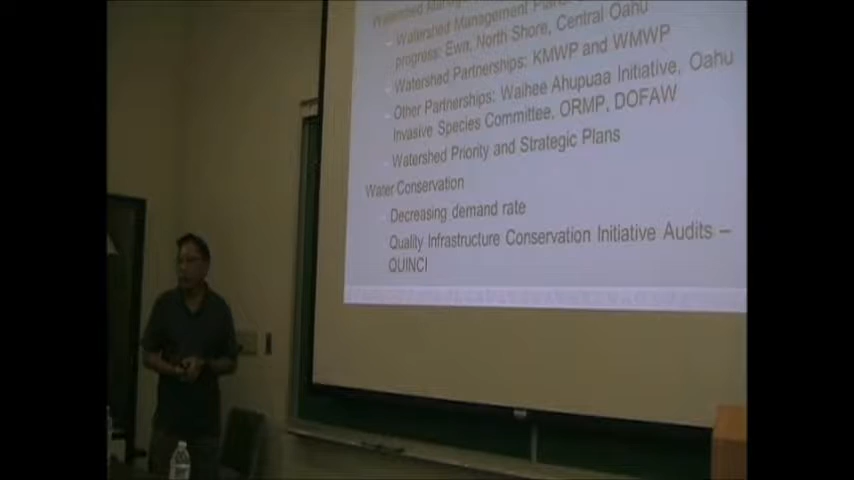 Watershed Management Plans
progress: Ewa, North Shore, Central Oahu
Watershed Partnerships: KMWP and WMWP
Other Partnerships: Waihee Ahupuaa Initiative, Oahu
Invasive Species Committee, ORMP, DOFAW
Watershed Priority and Strategic Plans
Water Conservation
Decreasing demand rate
Quality Infrastructure Conservation Initiative Audits –
QUINCI